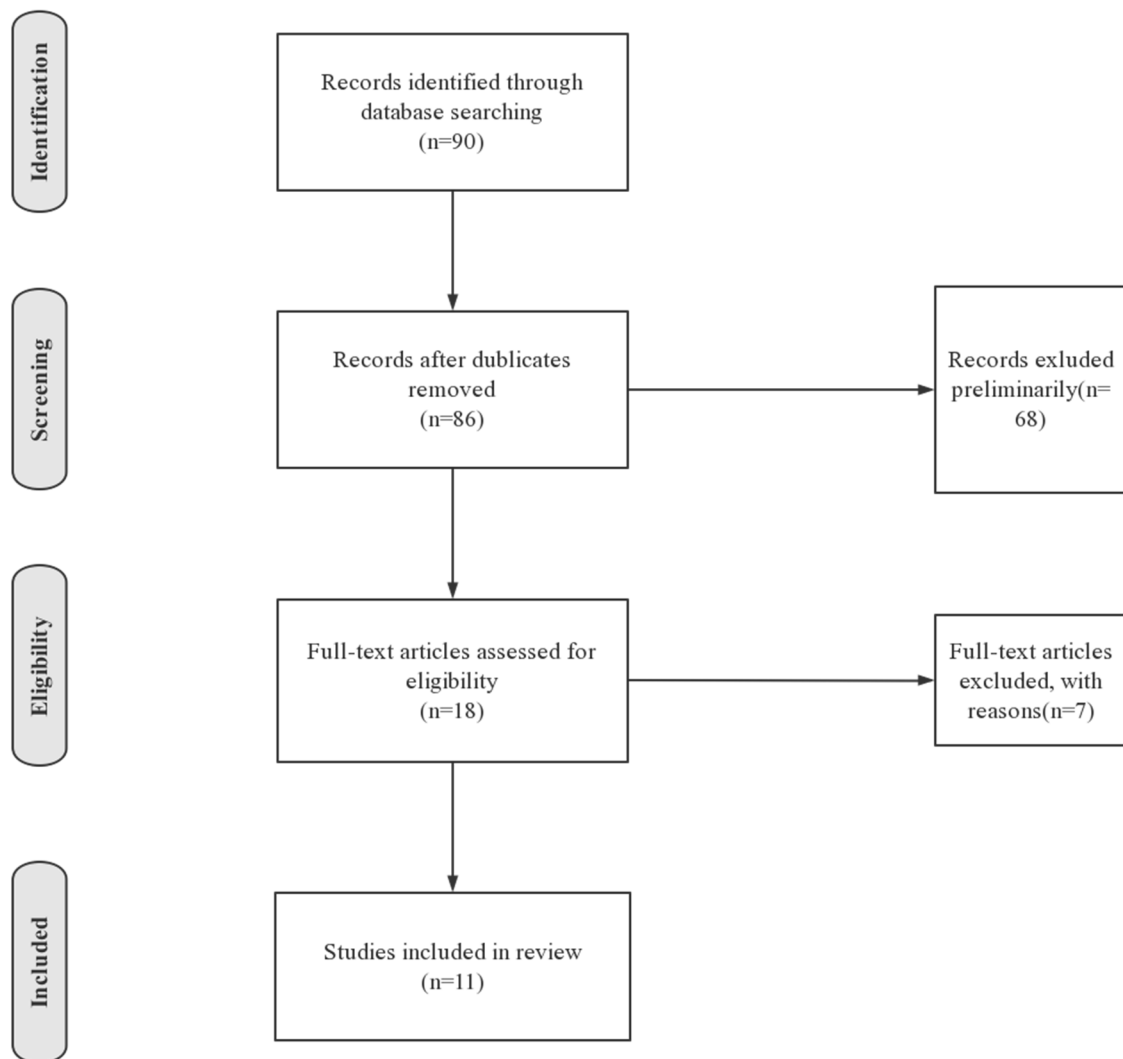 Identification
Records identified through
database searching
(n=90)
Screening
Records after dublicates
removed
(n=86)
Records exluded
preliminarily(n=
68)
Eligibility
Full-text articles assessed for
eligibility
(n=18)
Full-text articles
excluded, with
reasons(n=7)
Included
Studies included in review
(n=11)